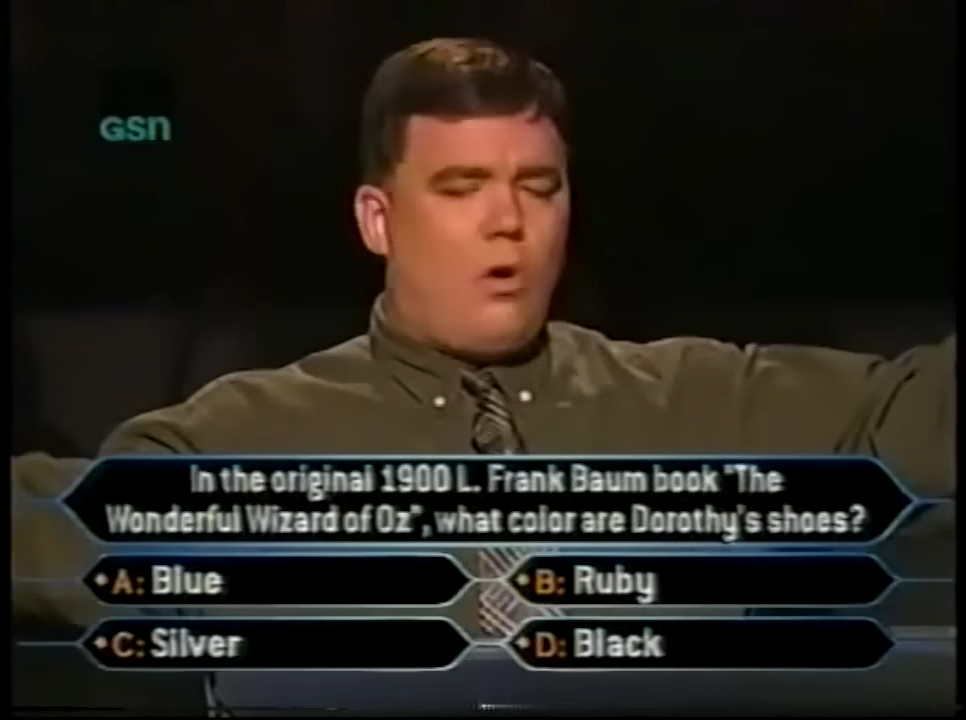 GSN
In the original 1900 L. Frank Baum book "The
Wonderful Wizard of Oz", what color are Dorothy's shoes?
A: Blue
B: Ruby
C: Silver
D: Black